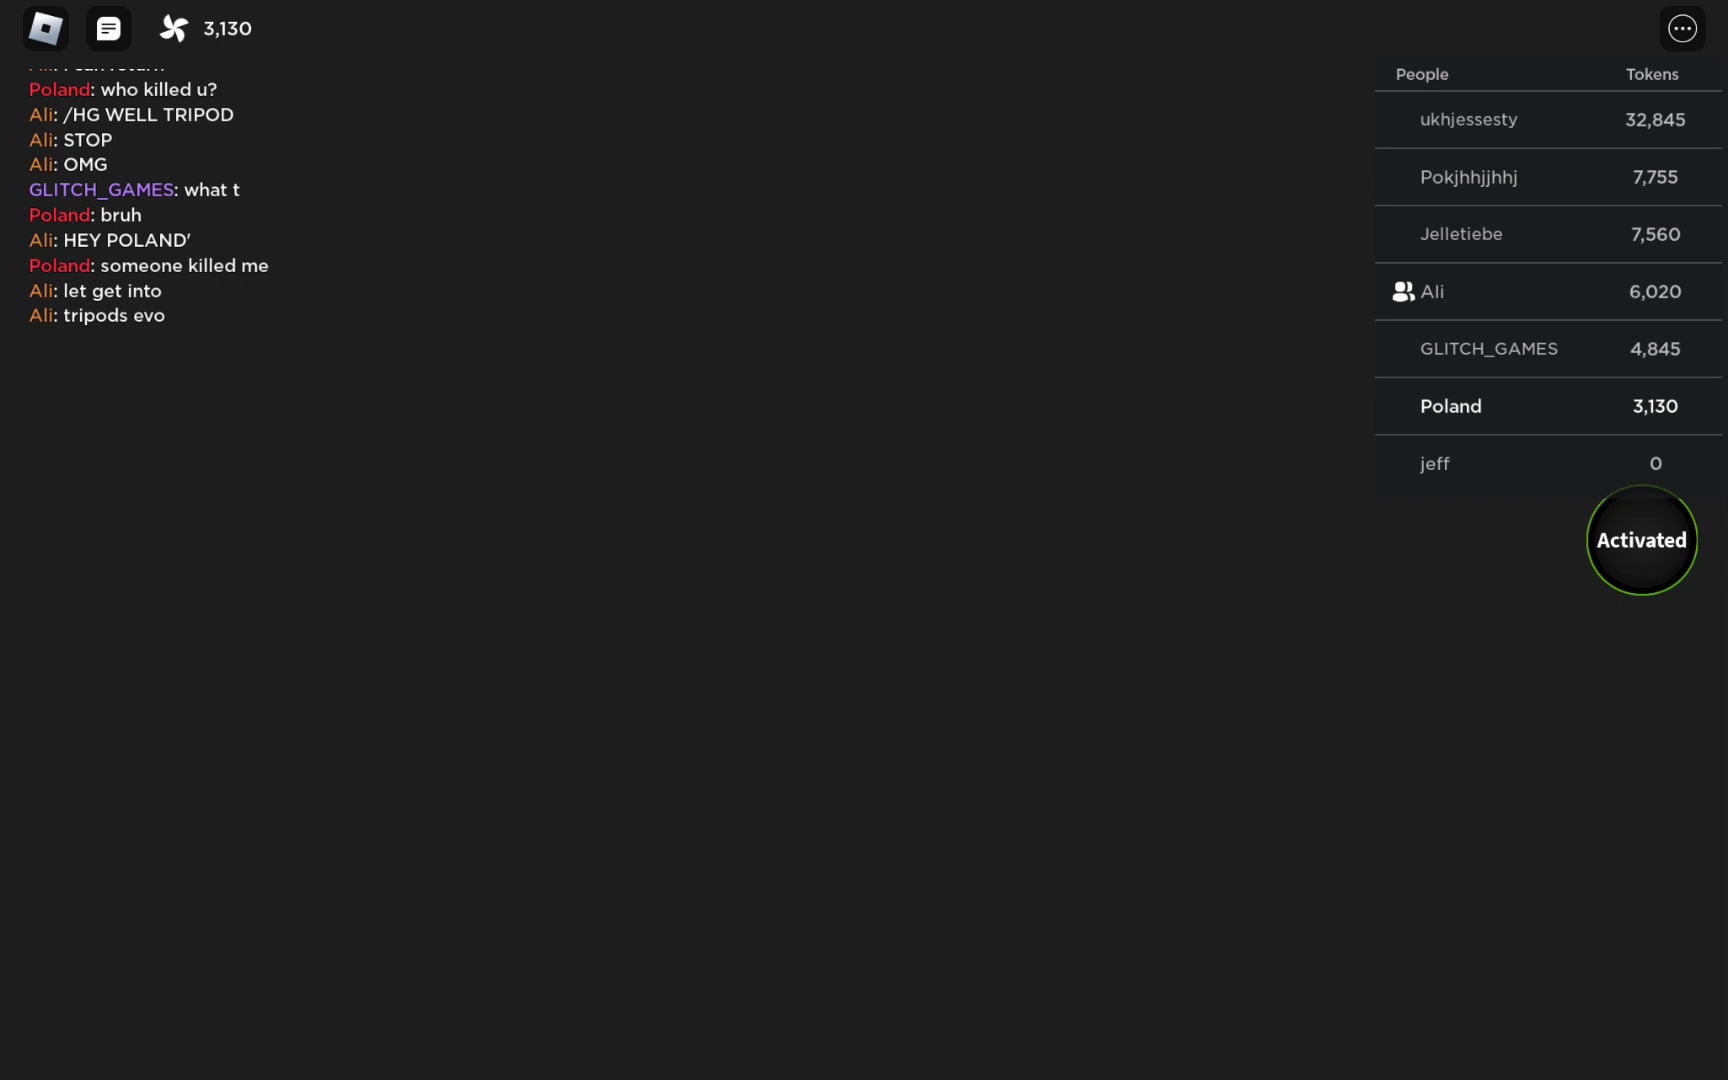 3,130
Poland: who killed u?
Ali: /HG WELL TRIPOD
Ali: STOP
Ali: OMG
GLITCH_GAMES: what t
Poland: bruh
Ali: HEY POLAND'
Poland: someone killed me
Ali: let get into
Ali: tripods evo
People Tokens
ukhjessesty 32,845
Pokjhhjjhhj 7,755
Jelletiebe 7,560
Ali 6,020
GLITCH_GAMES 4,845
Poland 3,130
jeff 0
Activated